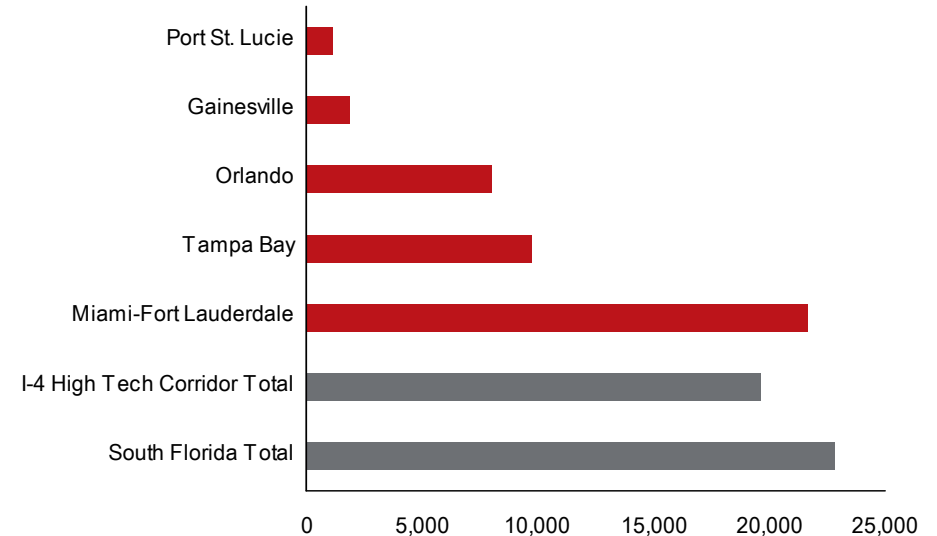 Port St. Lucie
Gainesville
Orlando
Tampa Bay
Miami-Fort Lauderdale
I-4 High Tech Corridor Total
South Florida Total
0 5,000 10,000 15,000 20,000 25,000